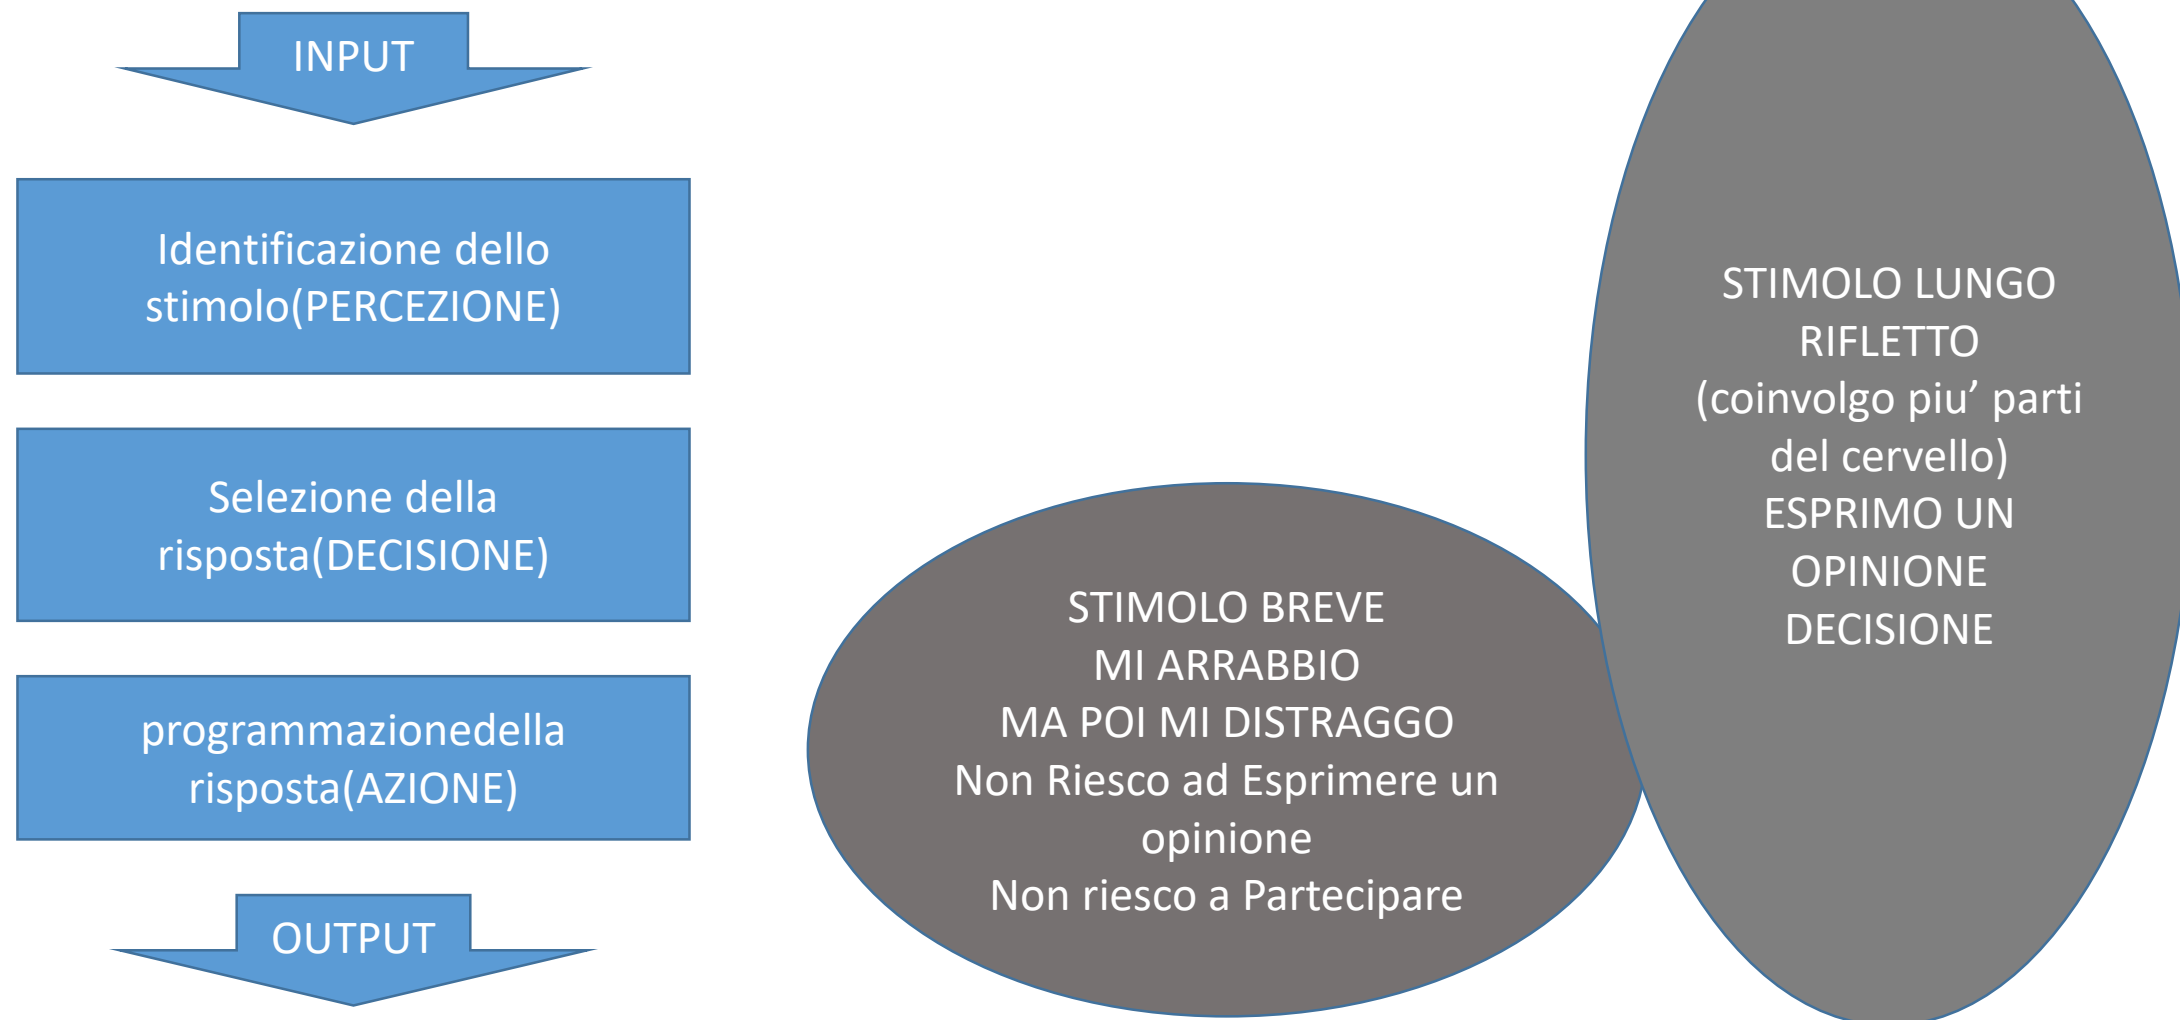 INPUT
Identificazione dello
stimolo(PERCEZIONE)
Selezione della
risposta(DECISIONE)
programmazionedella
risposta(AZIONE)
OUTPUT
STIMOLO BREVE
MI ARRABBIO
MA POI MI DISTRAGGO
Non Riesco ad Esprimere un
opinione
Non riesco a Partecipare
STIMOLO LUNGO
RIFLETTO
(coinvolgo piu’ parti
del cervello)
ESPRIMO UN
OPINIONE
DECISIONE